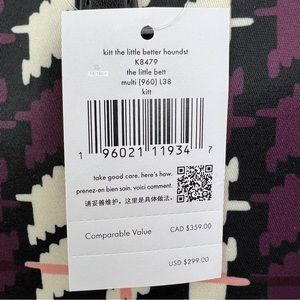 kitt the little better houndst
K8479
the little bett
multi (960) L38
kitt
1 96021 11934 7
take good care. here's how.
prenez-en bien soin. voici comment.
请妥善维护。这里是具体做法。
Comparable Value CAD $359.00
USD $299.00